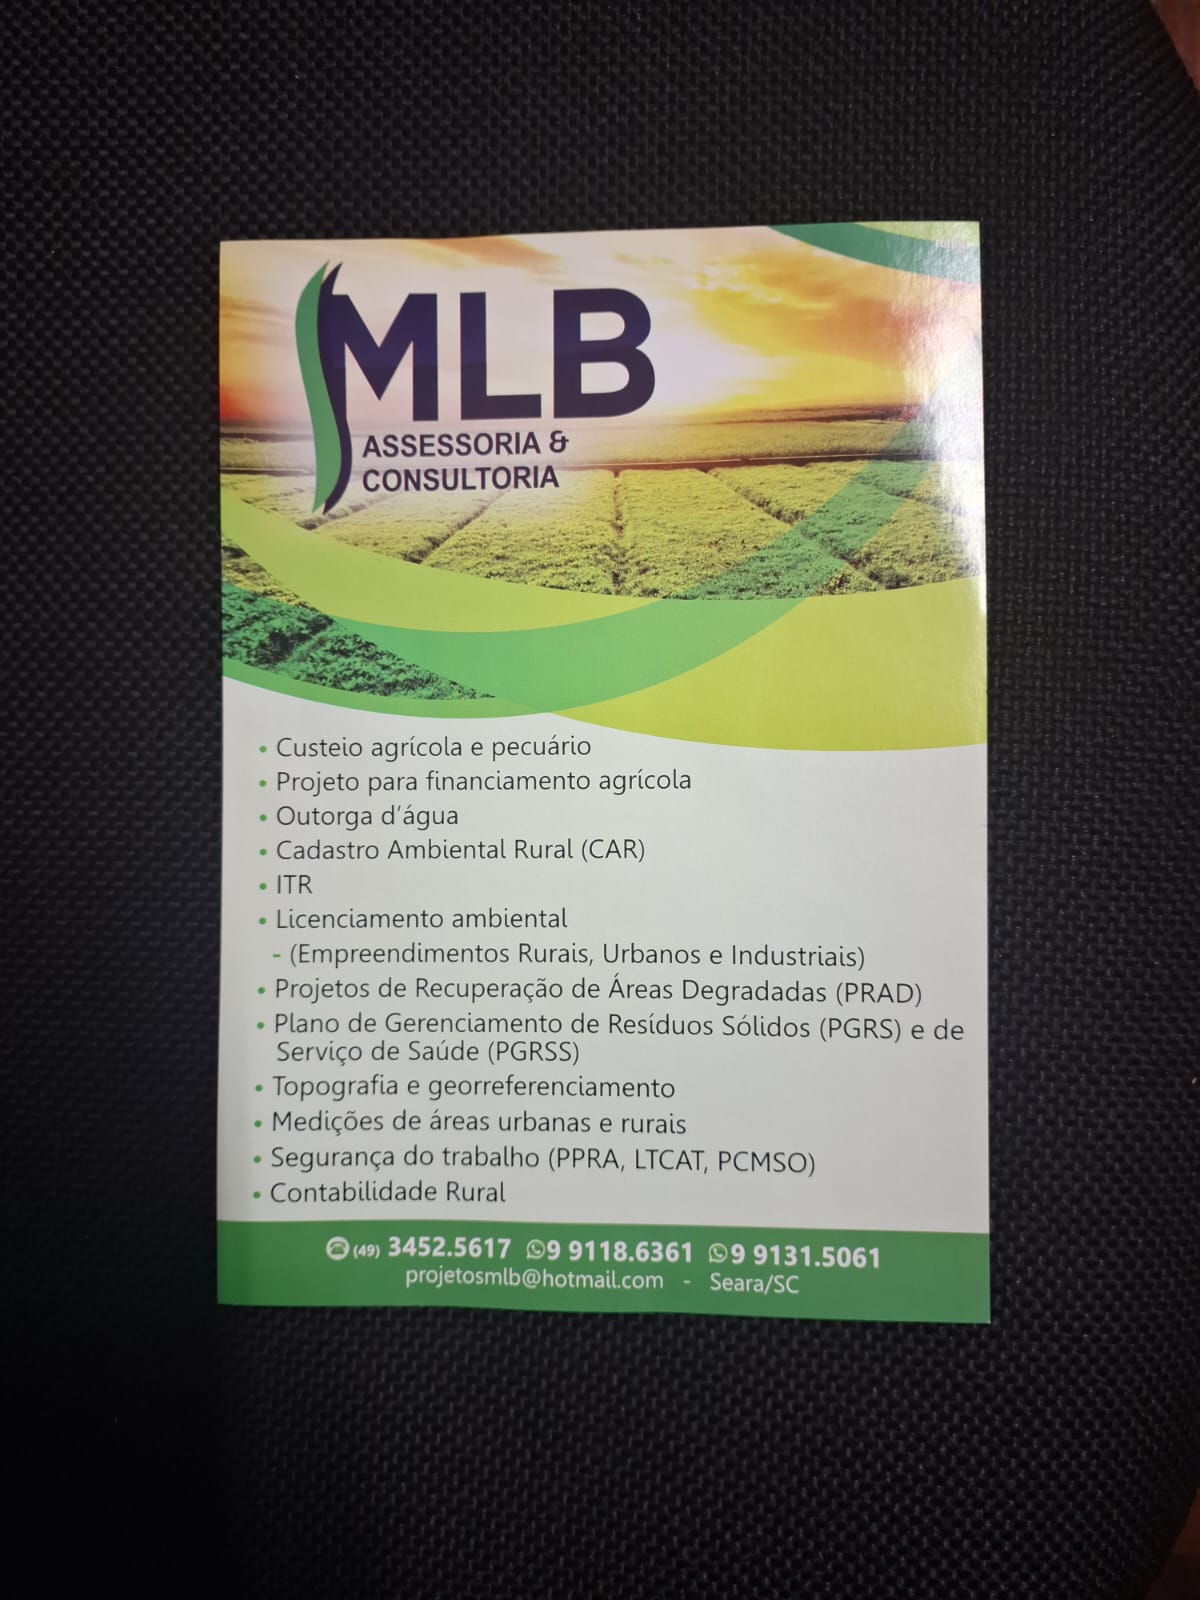 MLB
ASSESSORIA &
CONSULTORIA
• Custeio agrícola e pecuário
• Projeto para financiamento agrícola
• Outorga d'água
• Cadastro Ambiental Rural (CAR)
• ITR
• Licenciamento ambiental
- (Empreendimentos Rurais, Urbanos e Industriais)
• Projetos de Recuperação de Áreas Degradadas (PRAD)
• Plano de Gerenciamento de Resíduos Sólidos (PGRS) e de
Serviço de Saúde (PGRSS)
• Topografia e georreferenciamento
• Medições de áreas urbanas e rurais
• Segurança do trabalho (PPRA, LTCAT, PCMSO)
• Contabilidade Rural
(49) 3452.5617 9 9118.6361 9 9131.5061
projetosmlb@hotmail.com - Seara/SC